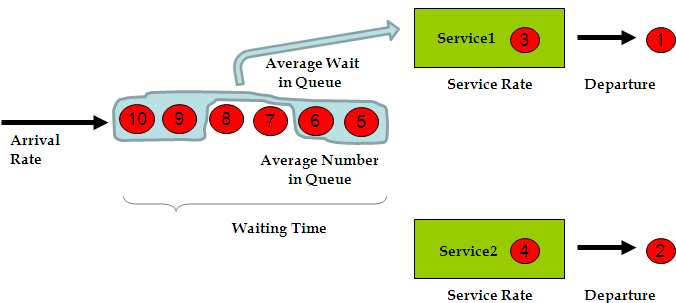 Service1
3
1
Average Wait
in Queue
Service Rate
Departure
10
9
8
7
6
5
Arrival
Rate
Average Number
in Queue
Waiting Time
Service2
4
2
Service Rate
Departure